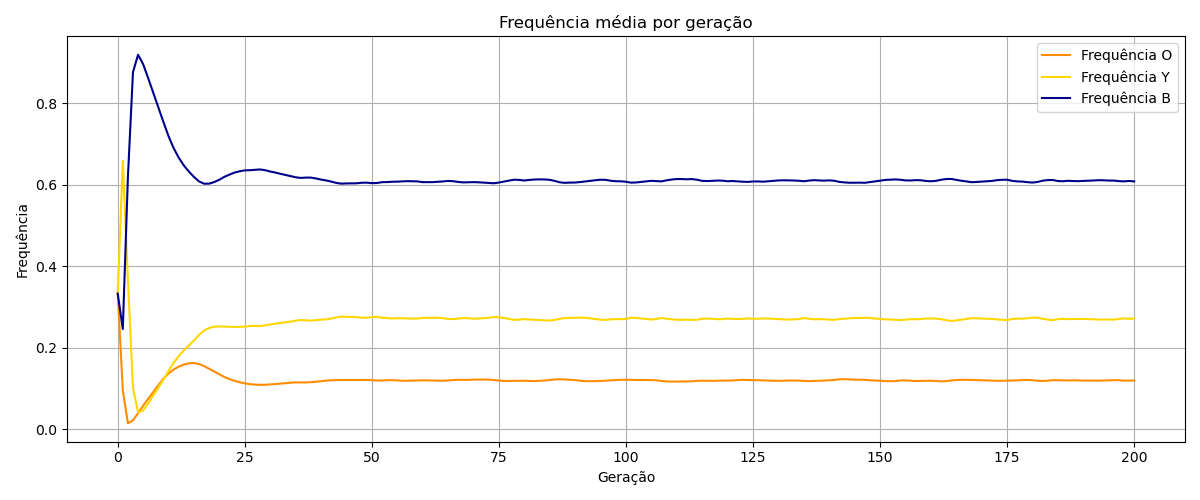 Frequência média por geração
Frequência O
Frequência Y
Frequência B
Frequência
0.8
0.6
0.4
0.2
0.0
0 25 50 75 100 125 150 175 200
Geração